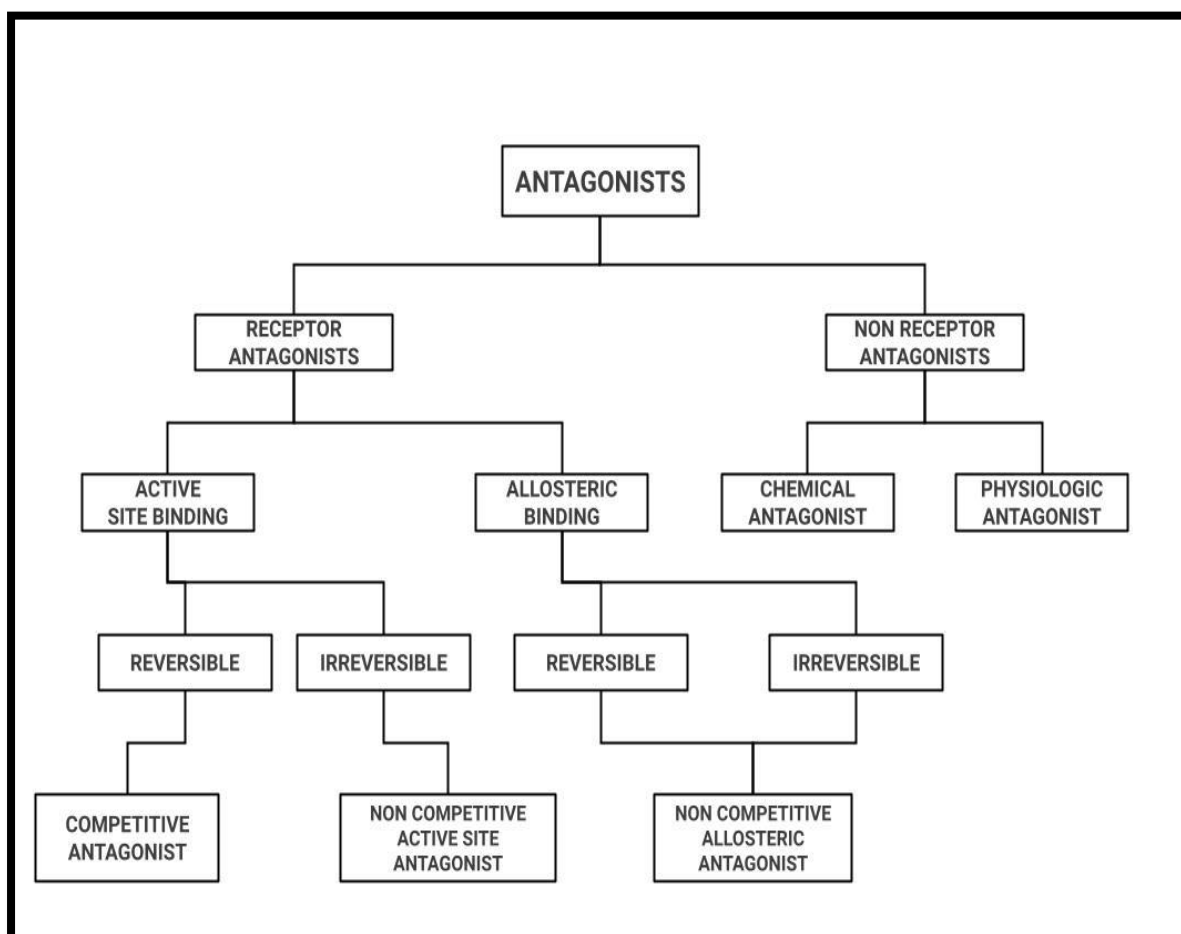 ANTAGONISTS
RECEPTOR
ANTAGONISTS
NON RECEPTOR
ANTAGONISTS
ACTIVE
SITE BINDING
ALLOSTERIC
BINDING
CHEMICAL
ANTAGONIST
PHYSIOLOGIC
ANTAGONIST
REVERSIBLE
IRREVERSIBLE
REVERSIBLE
IRREVERSIBLE
COMPETITIVE
ANTAGONIST
NON COMPETITIVE
ACTIVE SITE
ANTAGONIST
NON COMPETITIVE
ALLOSTERIC
ANTAGONIST